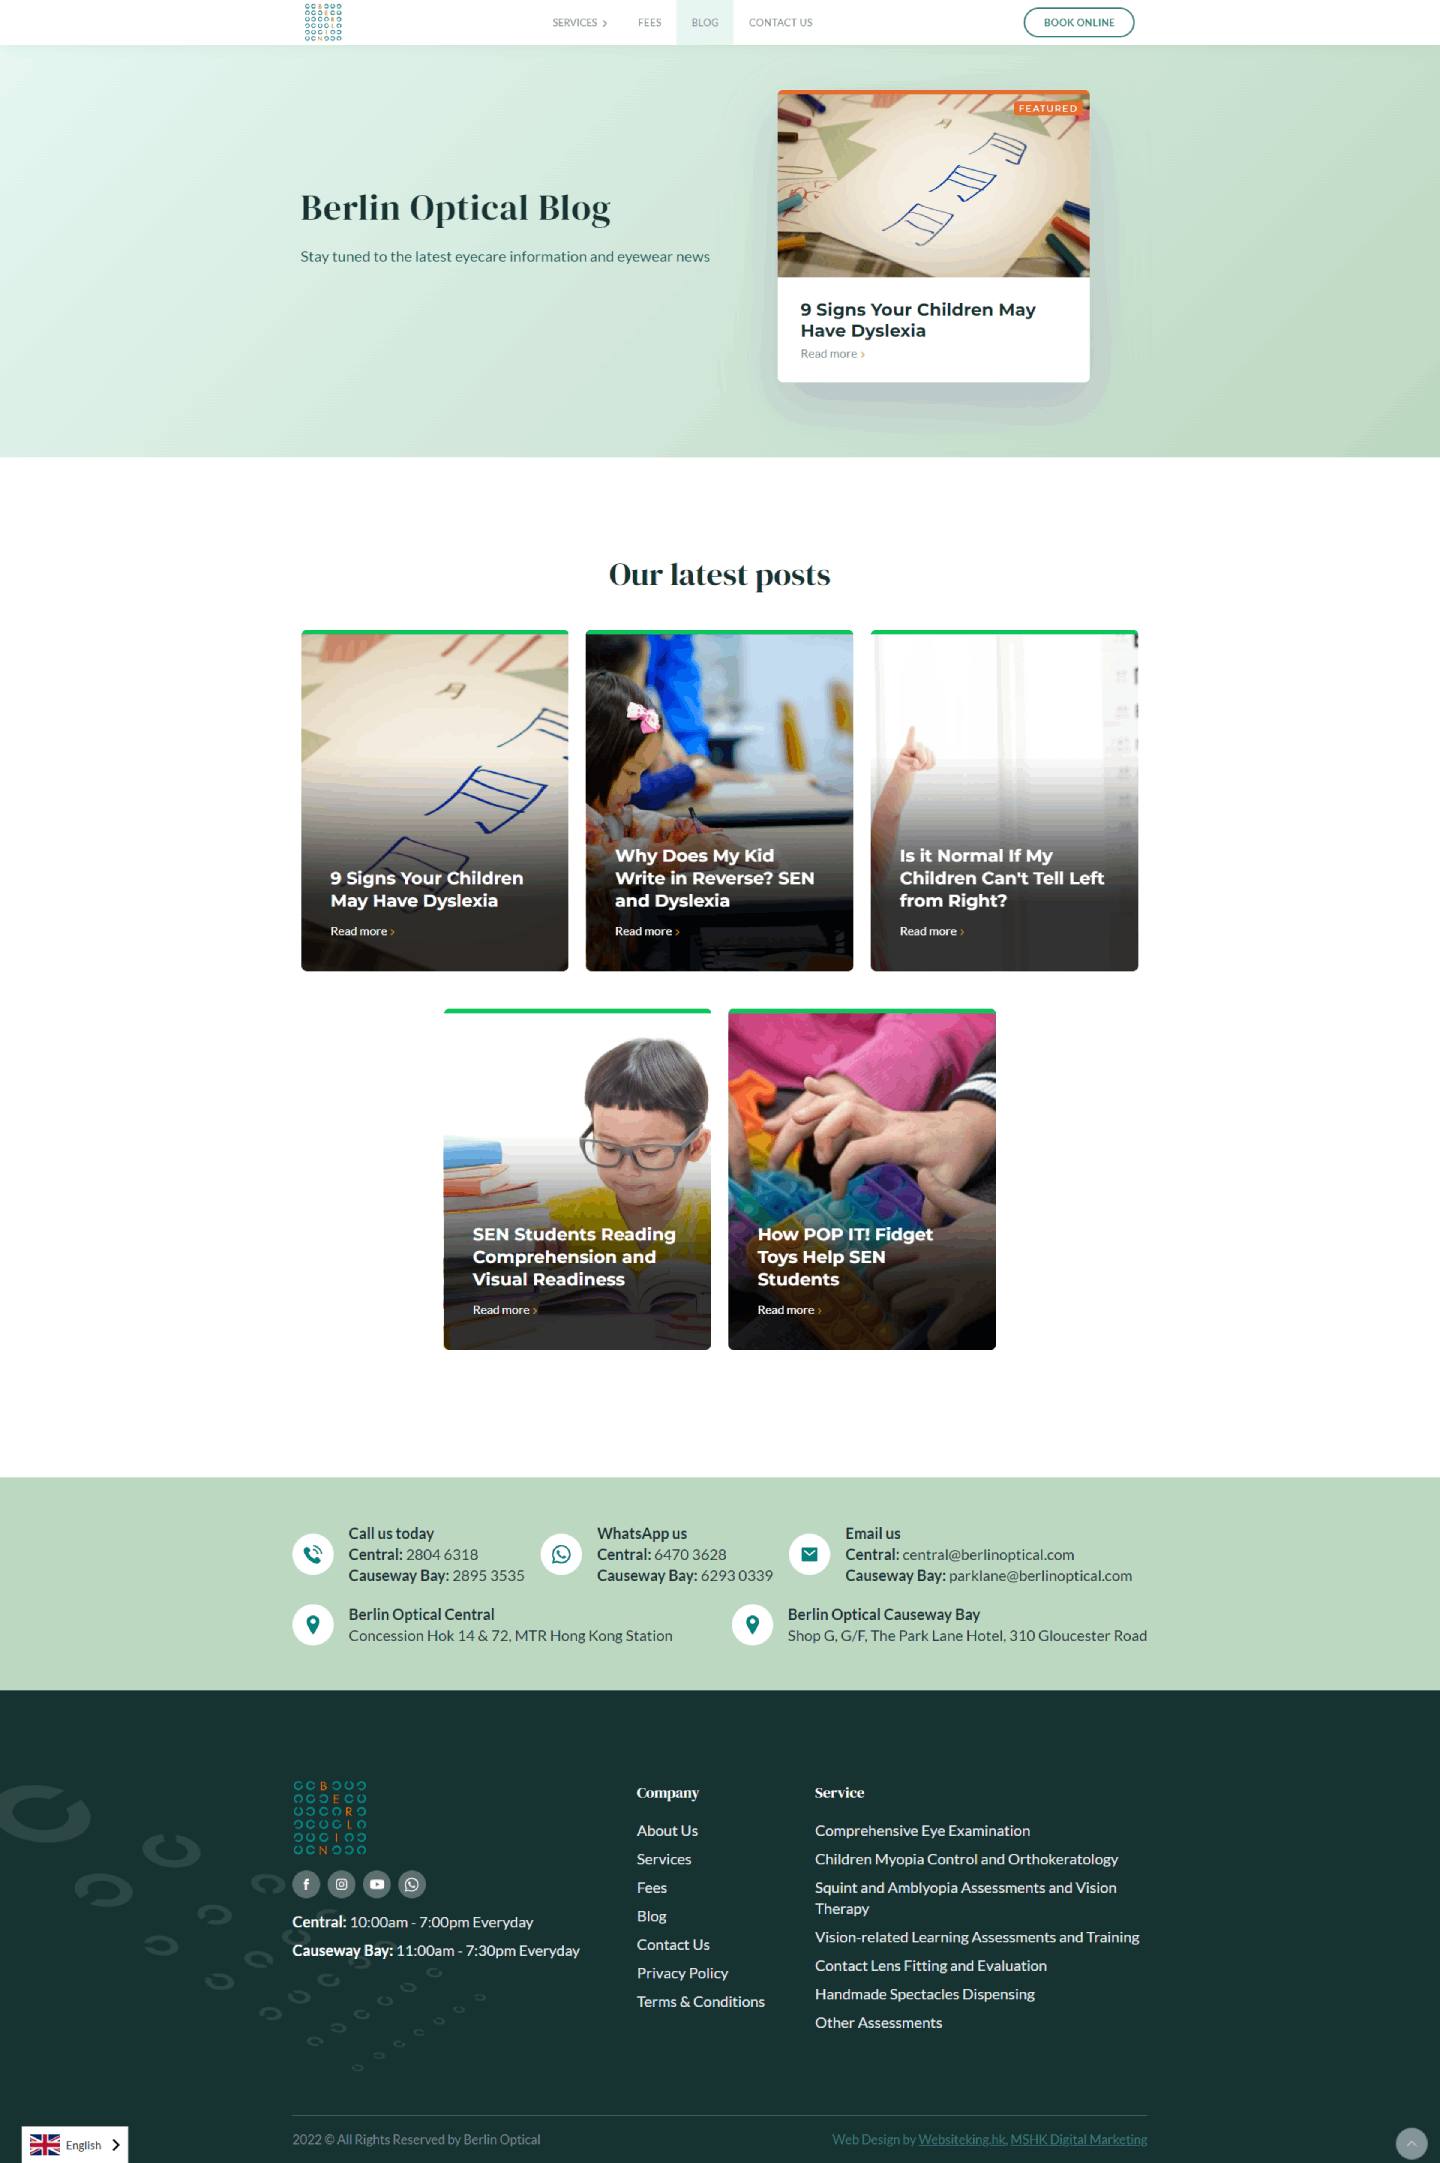 SERVICES
FEES
BLOG
CONTACT US
BOOK ONLINE
FEATURED
Berlin Optical Blog
Stay tuned to the latest eyecare information and eyewear news
9 Signs Your Children May
Have Dyslexia
Read more
Our latest posts
9 Signs Your Children
May Have Dyslexia
Read more
Why Does My Kid
Write in Reverse? SEN
and Dyslexia
Read more
Is it Normal If My
Children Can't Tell Left
from Right?
Read more
SEN Students Reading
Comprehension and
Visual Readiness
Read more
How POP IT! Fidget
Toys Help SEN
Students
Read more
Call us today
Central: 2804 6318
Causeway Bay: 2895 3535
WhatsApp us
Central: 6470 3628
Causeway Bay: 6293 0339
Email us
Central: central@berlinoptical.com
Causeway Bay: parklane@berlinoptical.com
Berlin Optical Central
Concession Hok 14 & 72, MTR Hong Kong Station
Berlin Optical Causeway Bay
Shop G, G/F, The Park Lane Hotel, 310 Gloucester Road
BERLIN
Central: 10:00am - 7:00pm Everyday
Causeway Bay: 11:00am - 7:30pm Everyday
Company
About Us
Services
Fees
Blog
Contact Us
Privacy Policy
Terms & Conditions
Service
Comprehensive Eye Examination
Children Myopia Control and Orthokeratology
Squint and Amblyopia Assessments and Vision
Therapy
Vision-related Learning Assessments and Training
Contact Lens Fitting and Evaluation
Handmade Spectacles Dispensing
Other Assessments
English
2022 © All Rights Reserved by Berlin Optical
Web Design by Websiteking.hk, MSHK Digital Marketing